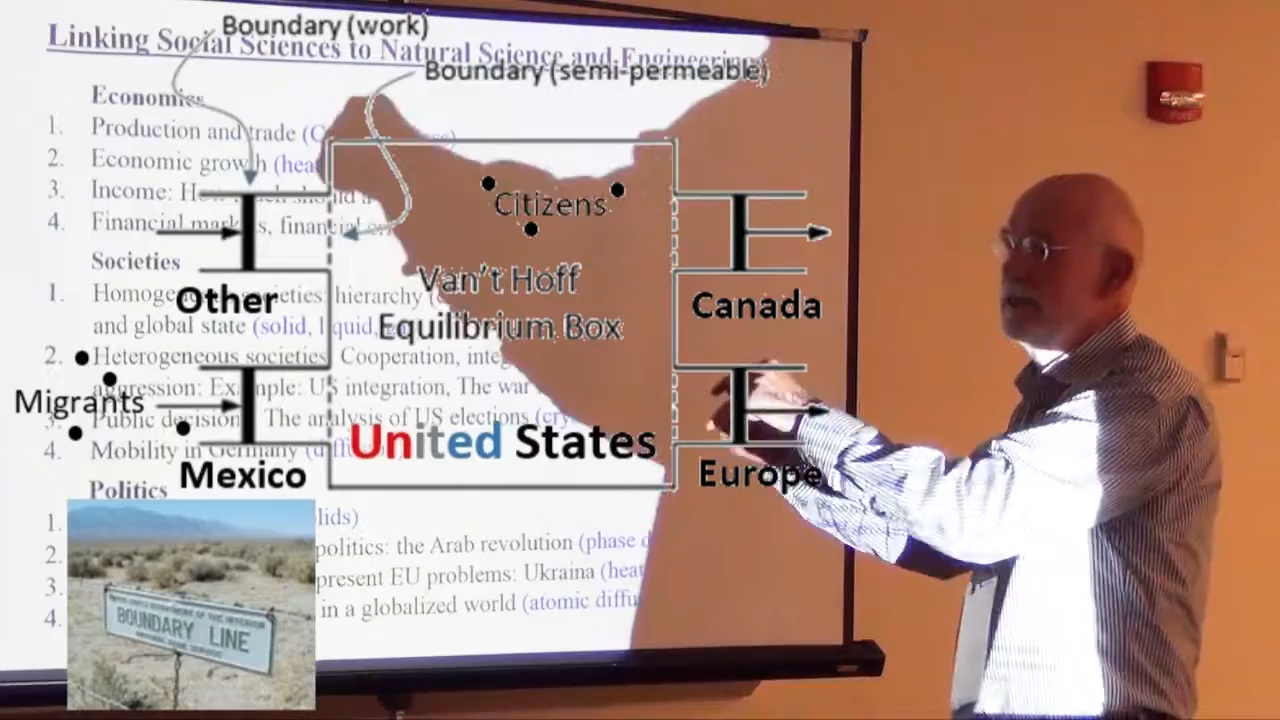 Boundary (work)
Linking Social Sciences to Natural Science and Engineering
Boundary (semi-permeable)
Economics
1. Production and trade
2. Economic growth (heat
3. Income: How much should
4. Financial markets, financial
Citizens
Societies
Van't Hoff
Equilibrium Box
Other
Canada
1. Homogeneous societies: hierarchy
and global state (solid, liquid,
2. Heterogeneous societies: Cooperation,
aggression: Example: US integration, The war
Migrants
3. Public decision The analysis of US elections
4. Mobility in Germany
United States
Mexico
Europe
Politics
1. lids)
2. politics: the Arab revolution (phase d
3. present EU problems: Ukraina (heat
4. in a globalized world (atomic diffu
BOUNDARY LINE